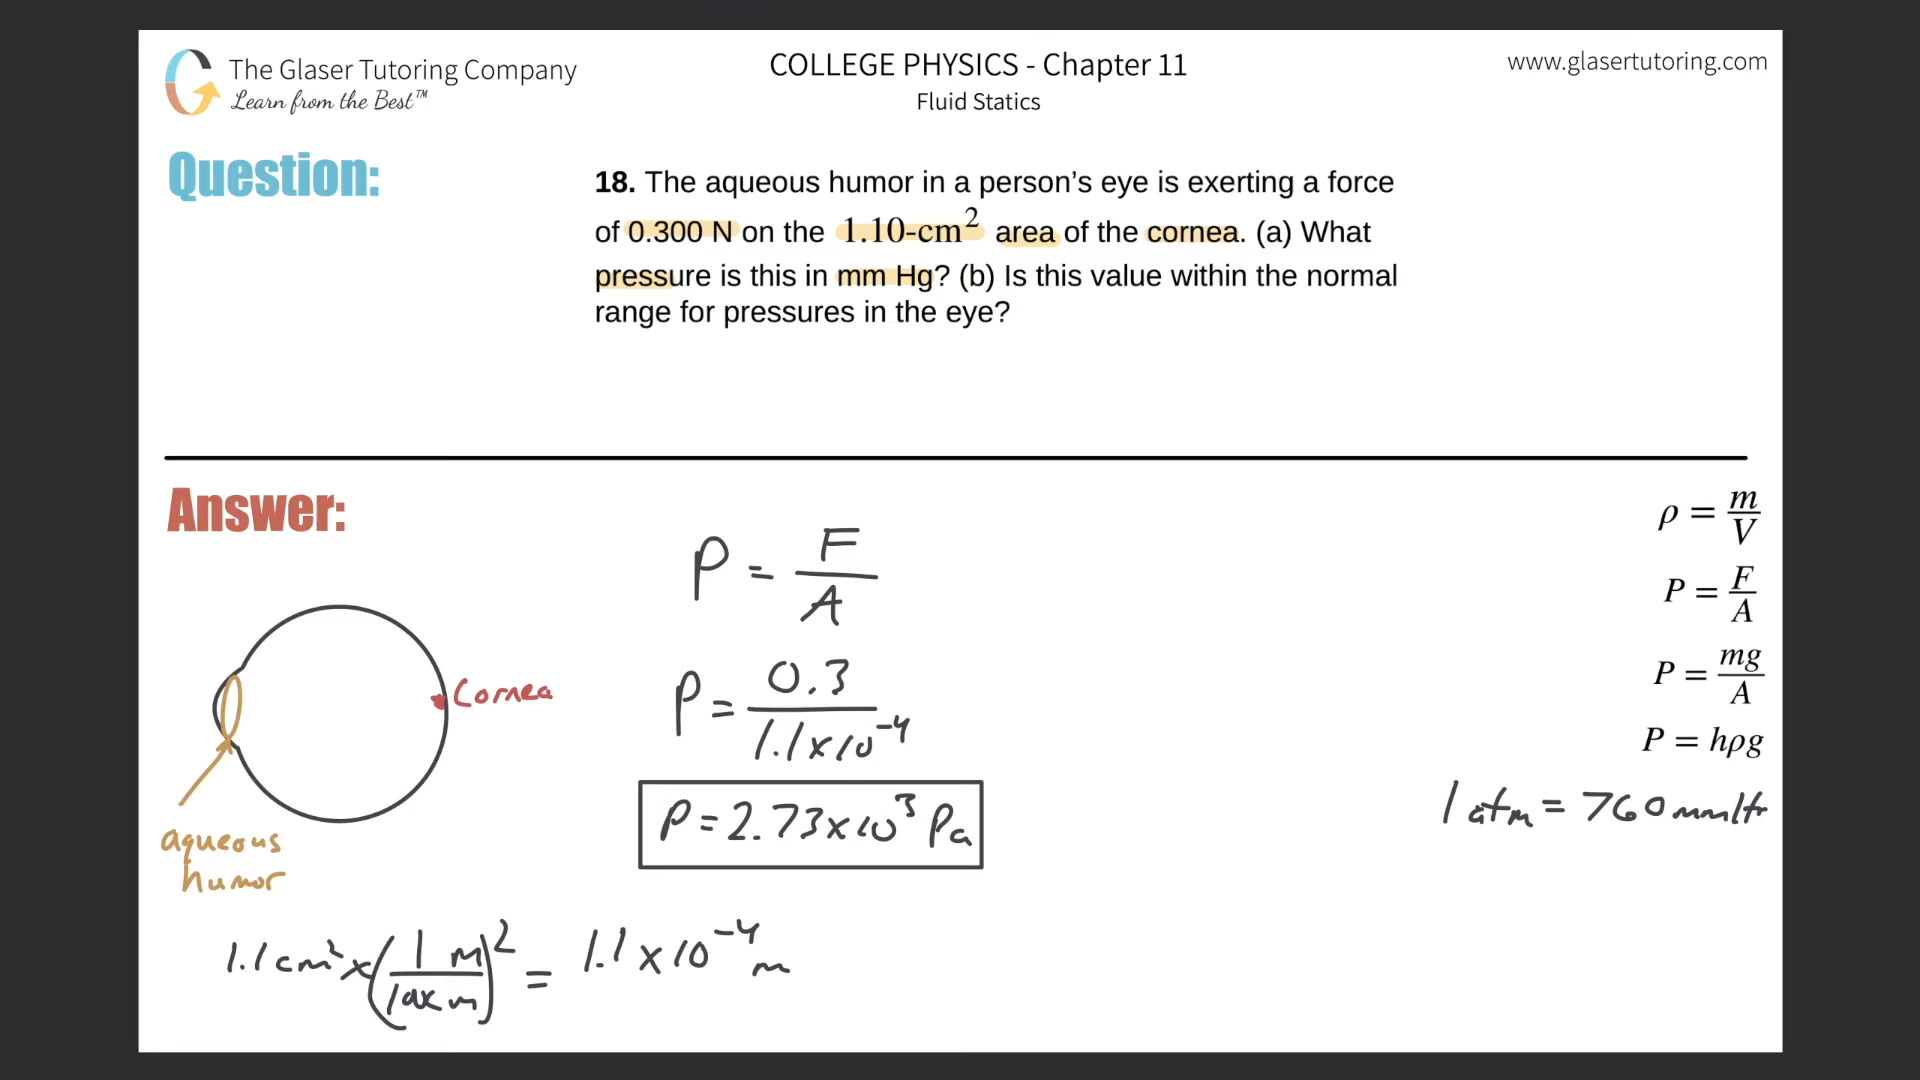 The Glaser Tutoring Company
Learn from the Best™
COLLEGE PHYSICS - Chapter 11
Fluid Statics
www.glasertutoring.com
Question:
18. The aqueous humor in a person’s eye is exerting a force
of 0.300 N on the 1.10-cm² area of the cornea. (a) What
pressure is this in mm Hg? (b) Is this value within the normal
range for pressures in the eye?
Answer:
P = F/A
P = 0.3/1.1x10⁻⁴
P = 2.73x10³ Pa
cornea
aqueous
humor
1.1 cm² x (1 m/100cm)² = 1.1 x 10⁻⁴ m
ρ = m/V
P = F/A
P = mg/A
P = hρg
1 atm = 760